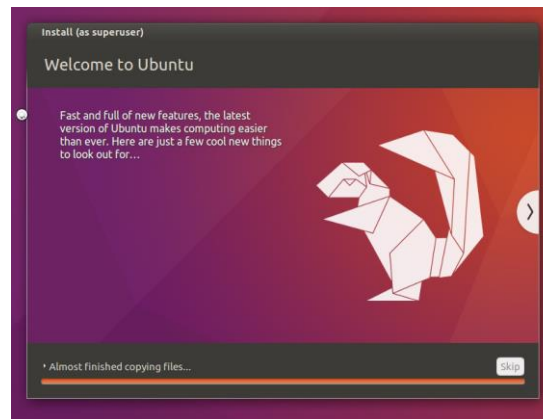 Install (as superuser)
Welcome to Ubuntu
Fast and full of new features, the latest
version of Ubuntu makes computing easier
than ever. Here are just a few cool new things
to look out for...
Almost finished copying files...
Skip